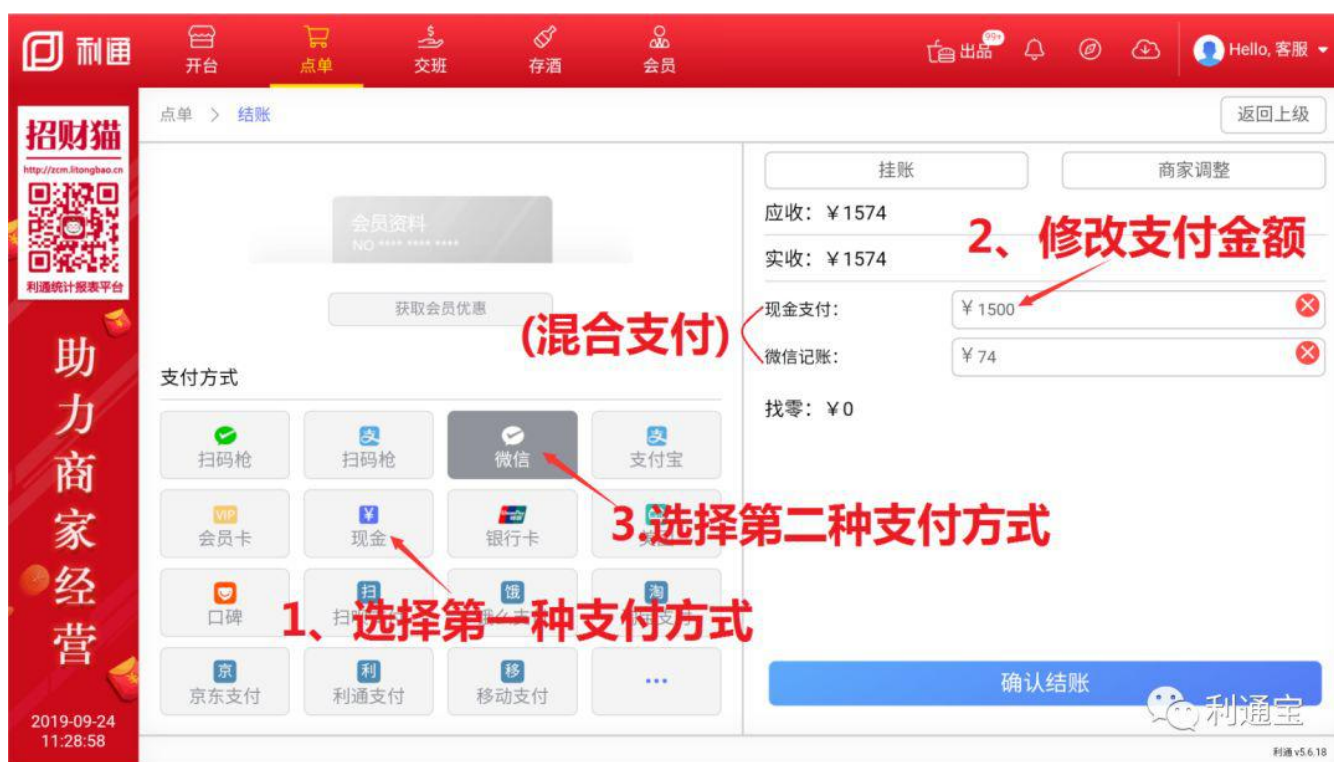 利通
开台
点单
交班
存酒
会员
出品
99+
Hello, 客服
招财猫
http://zcm.litongbao.cn
利通统计报表平台
助力商家经营
2019-09-24
11:28:58
点单 > 结账
返回上级
会员资料
NO **** **** ****
获取会员优惠
支付方式
扫码枪
扫码枪
微信
支付宝
VIP
会员卡
现金
银行卡
口碑
扫
饿
淘
京
京东支付
利
利通支付
移
移动支付
...
挂账
商家调整
应收：￥1574
实收：￥1574
2、修改支付金额
现金支付：
￥1500
(混合支付)
微信记账：
￥74
找零：￥0
3.选择第二种支付方式
1、选择第一种支付方式
确认结账
利通宝
利通 v5.6.18